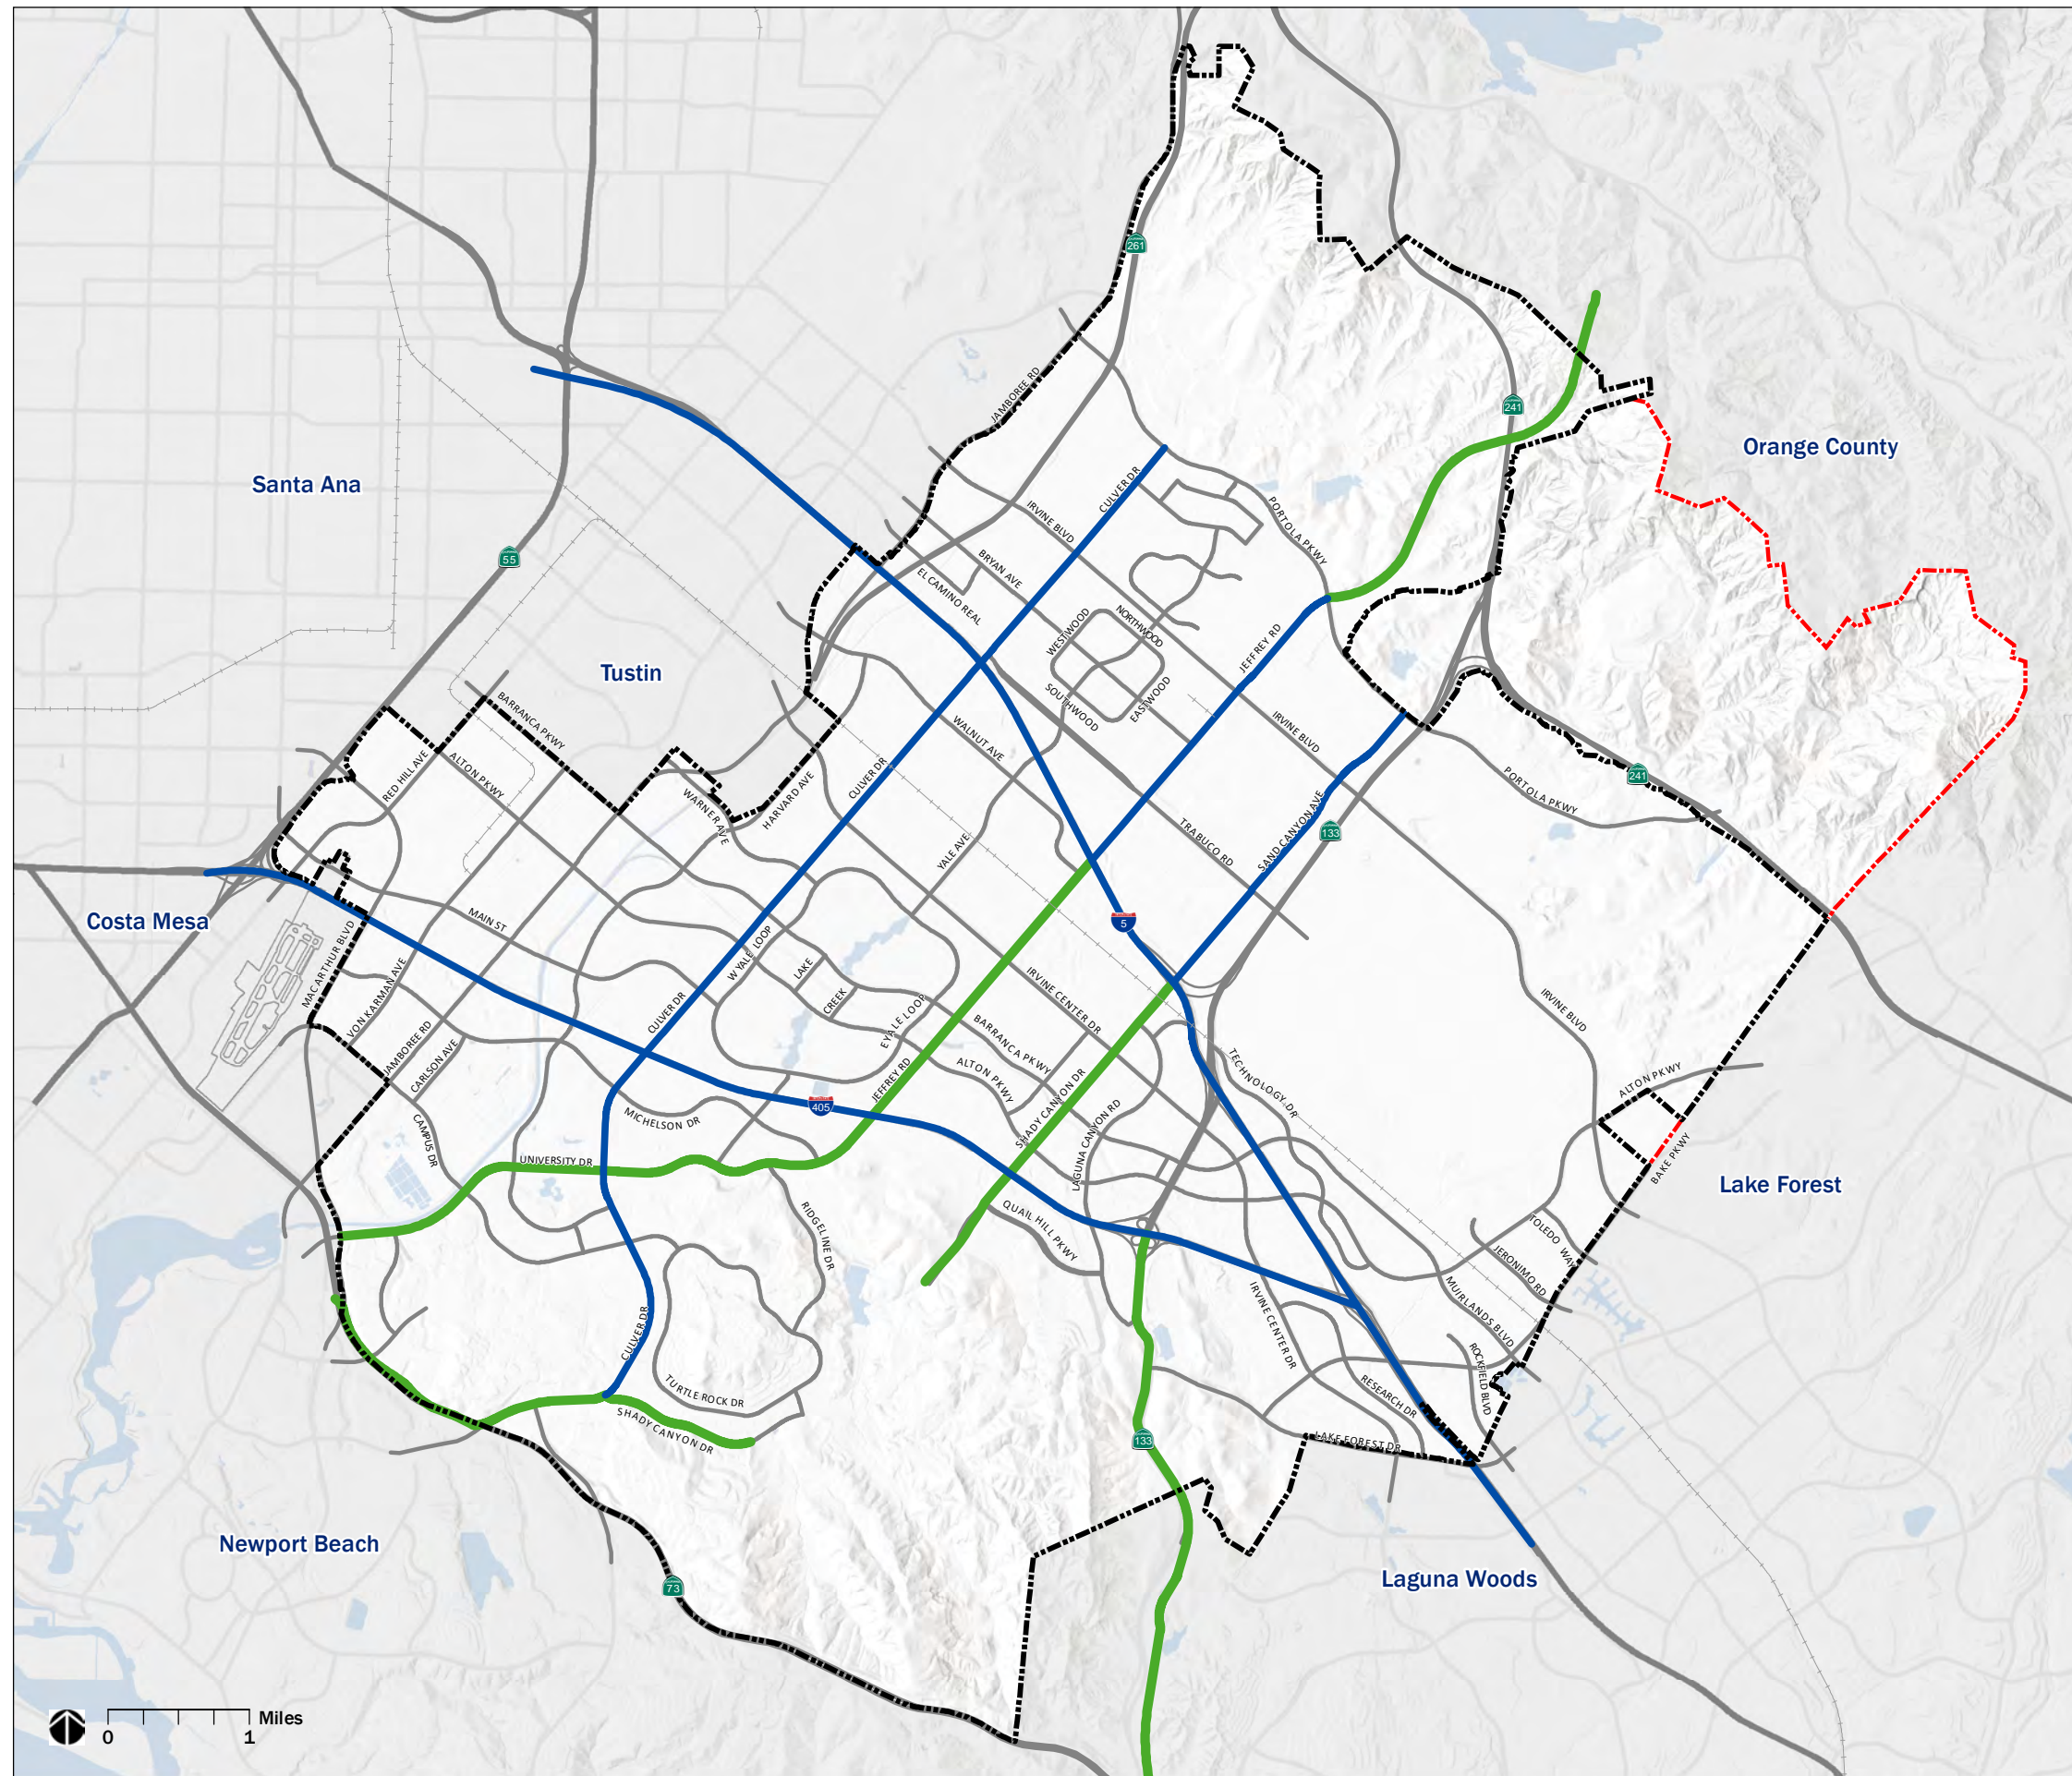 261
JAMBOREE RD
241
Orange County
Santa Ana
CULVER DR
IRVINE BLVD
PORTOLA PKWY
55
BRYAN AVE
EL CAMINO REAL
WESTWOOD
NORTHWOOD
JEFFREY RD
Tustin
SOUTHWOOD
EASTWOOD
BARRANCA PKWY
WALNUT AVE
IRVINE BLVD
RED HILL AVE
ALTON PKWY
CULVER DR
WARNER AVE
HARVARD AVE
PORTOLA PKWY
241
SAND CANYON AVE
133
TRABUCO RD
YALE AVE
Costa Mesa
MAIN ST
5
MACARTHUR BLVD
VON KARMAN AVE
W YALE LOOP
LAKE
CREEK
IRVINE CENTER DR
IRVINE BLVD
CULVER DR
E YALE LOOP
BARRANCA PKWY
JAMBOREE RD
CARLSON AVE
JEFFREY RD
ALTON PKWY
SHADY CANYON DR
TECHNOLOGY DR
ALTON PKWY
405
MICHELSON DR
CAMPUS DR
LAGUNA CANYON RD
BAKE PKWY
UNIVERSITY DR
Lake Forest
RIDGELINE DR
QUAIL HILL PKWY
TOLEDO WAY
JERONIMO RD
CULVER DR
IRVINE CENTER DR
MUIRLANDS BLVD
ROCKFIELD BLVD
TURTLE ROCK DR
RESEARCH DR
SHADY CANYON DR
133
LAKE FOREST DR
Newport Beach
73
Laguna Woods
Miles
0
1